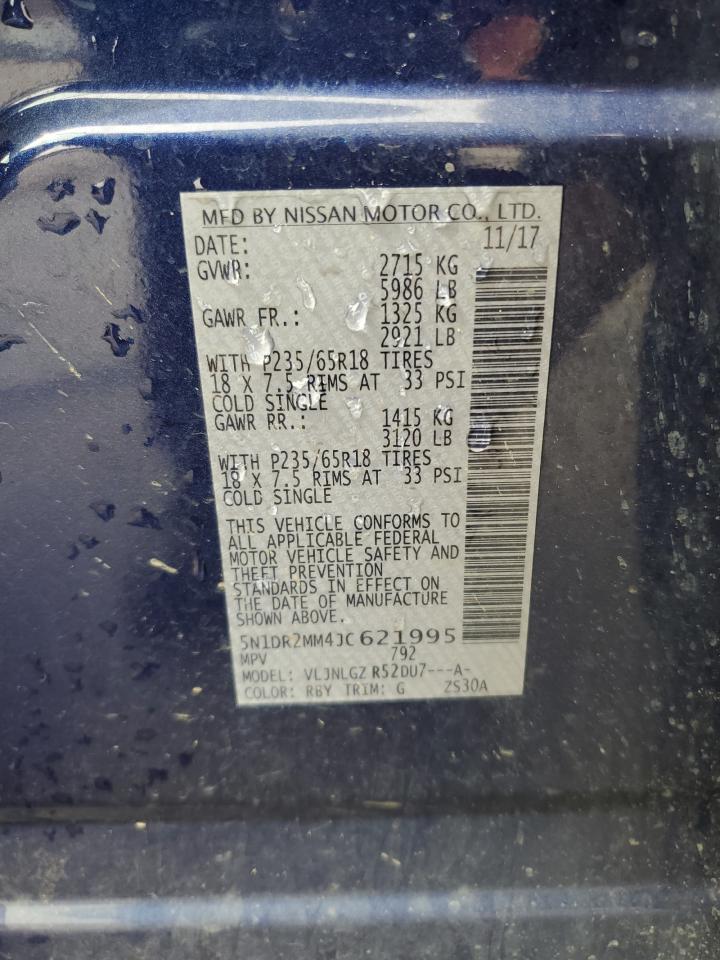 MFD BY NISSAN MOTOR CO., LTD.
DATE: 11/17
GVWR: 2715 KG
5986 LB
GAWR FR.: 1325 KG
2921 LB
WITH P235/65R18 TIRES
18 X 7.5 RIMS AT 33 PSI
COLD SINGLE
GAWR RR.: 1415 KG
3120 LB
WITH P235/65R18 TIRES
18 X 7.5 RIMS AT 33 PSI
COLD SINGLE
THIS VEHICLE CONFORMS TO
ALL APPLICABLE FEDERAL
MOTOR VEHICLE SAFETY AND
THEFT PREVENTION
STANDARDS IN EFFECT ON
THE DATE OF MANUFACTURE
SHOWN ABOVE.
5N1DR2MM4JC621995
MPV 792
MODEL: VLJNLGZ R52DU7---A-
COLOR: RBY TRIM: G ZS30A